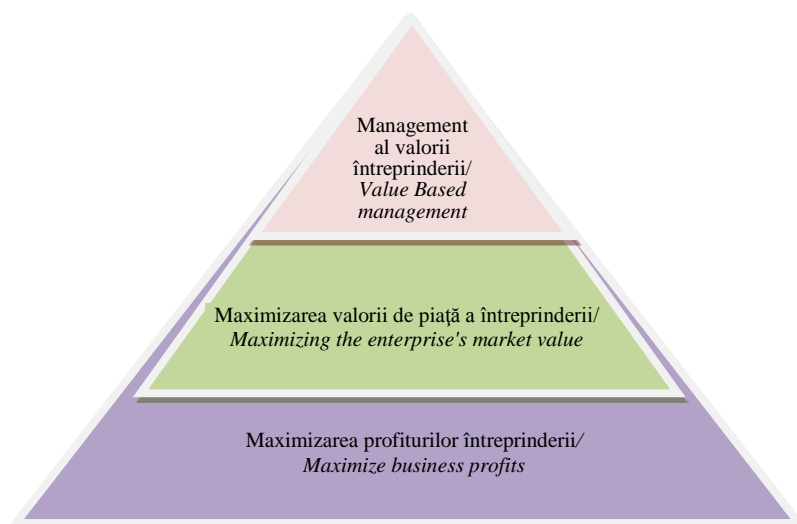 Management
al valorii
întreprinderii/
Value Based
management
Maximizarea valorii de piaţă a întreprinderii/
Maximizing the enterprise's market value
Maximizarea profiturilor întreprinderii/
Maximize business profits